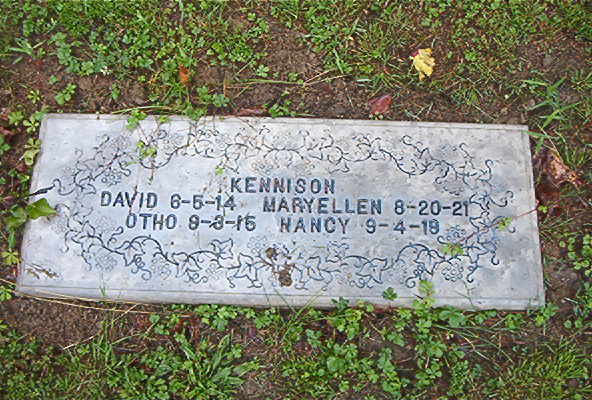 KENNISON
DAVID 6-5-14 MARYELLEN 8-20-21
OTHO 9-3-15 NANCY 9-4-18